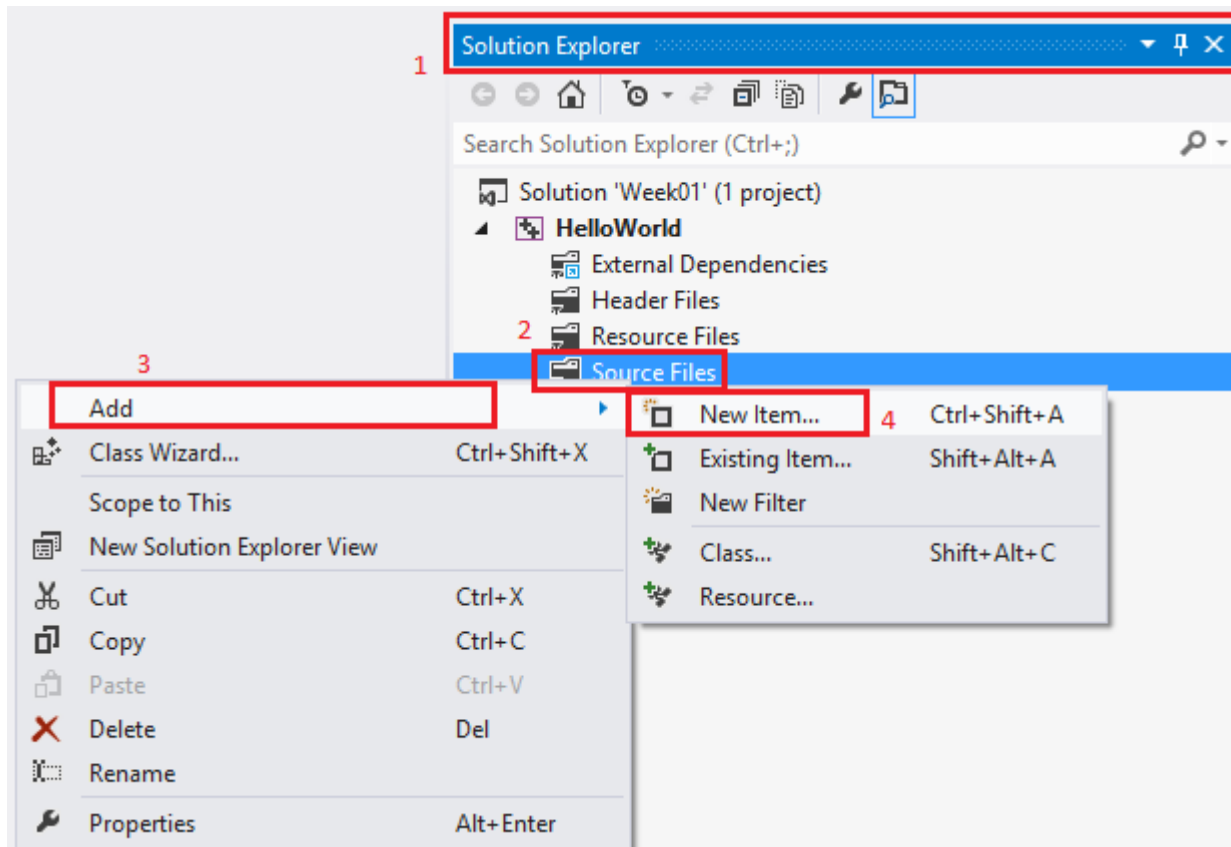 1
Solution Explorer
Search Solution Explorer (Ctrl+;)
Solution 'Week01' (1 project)
HelloWorld
External Dependencies
Header Files
2
Resource Files
Source Files
3
Add
Class Wizard... Ctrl+Shift+X
Scope to This
New Solution Explorer View
Cut Ctrl+X
Copy Ctrl+C
Paste Ctrl+V
Delete Del
Rename
Properties Alt+Enter
New Item... 4 Ctrl+Shift+A
Existing Item... Shift+Alt+A
New Filter
Class... Shift+Alt+C
Resource...